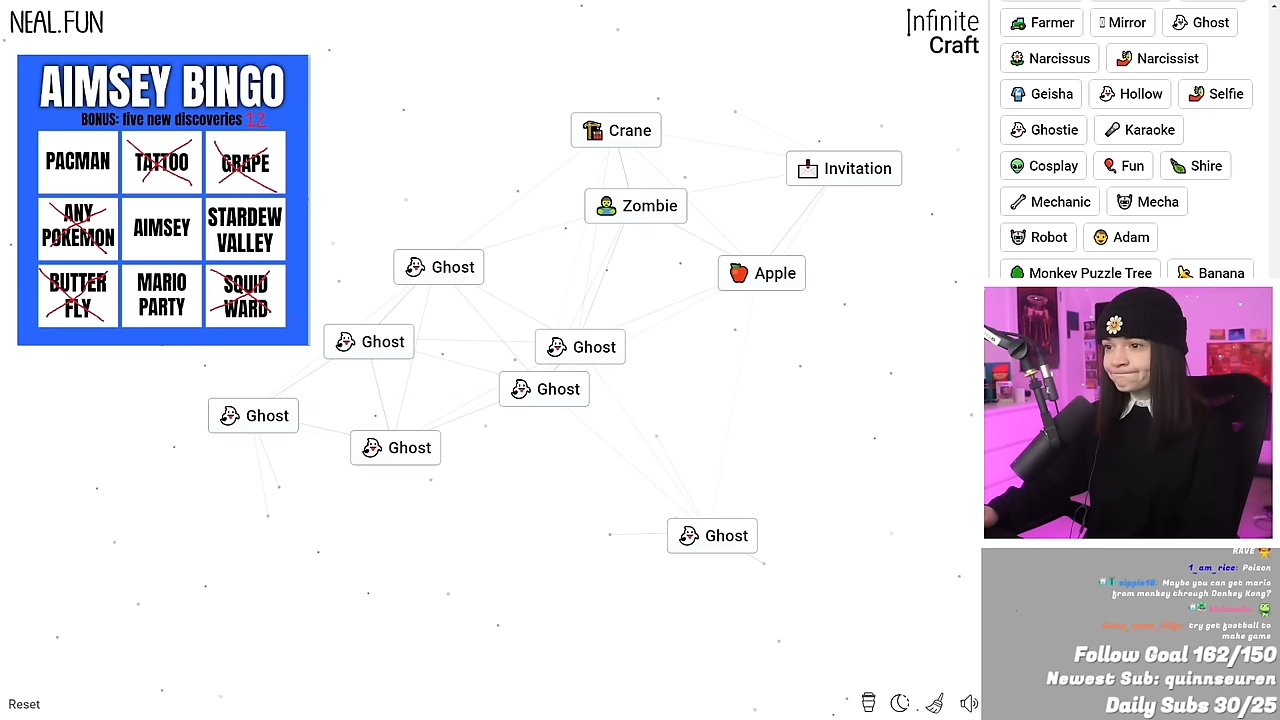 NEAL.FUN
AIMSEY BINGO
BONUS: five new discoveries 12
PACMAN
TATTOO
GRAPE
ANY
POKEMON
AIMSEY
STARDEW
VALLEY
BUTTER
FLY
MARIO
PARTY
SQUID
WARD
Infinite
Craft
Crane
Invitation
Zombie
Ghost
Apple
Ghost
Ghost
Ghost
Ghost
Ghost
Ghost
Reset
Farmer
Mirror
Ghost
Narcissus
Narcissist
Geisha
Hollow
Selfie
Ghostie
Karaoke
Cosplay
Fun
Shire
Mechanic
Mecha
Robot
Adam
Monkey Puzzle Tree
Banana
RAVE
1_am_rice: Poison
Maybe you can get mario
from monkey through Donkey Kong?
try get football to
make game
Follow Goal 162/150
Newest Sub: quinnseuren
Daily Subs 30/25